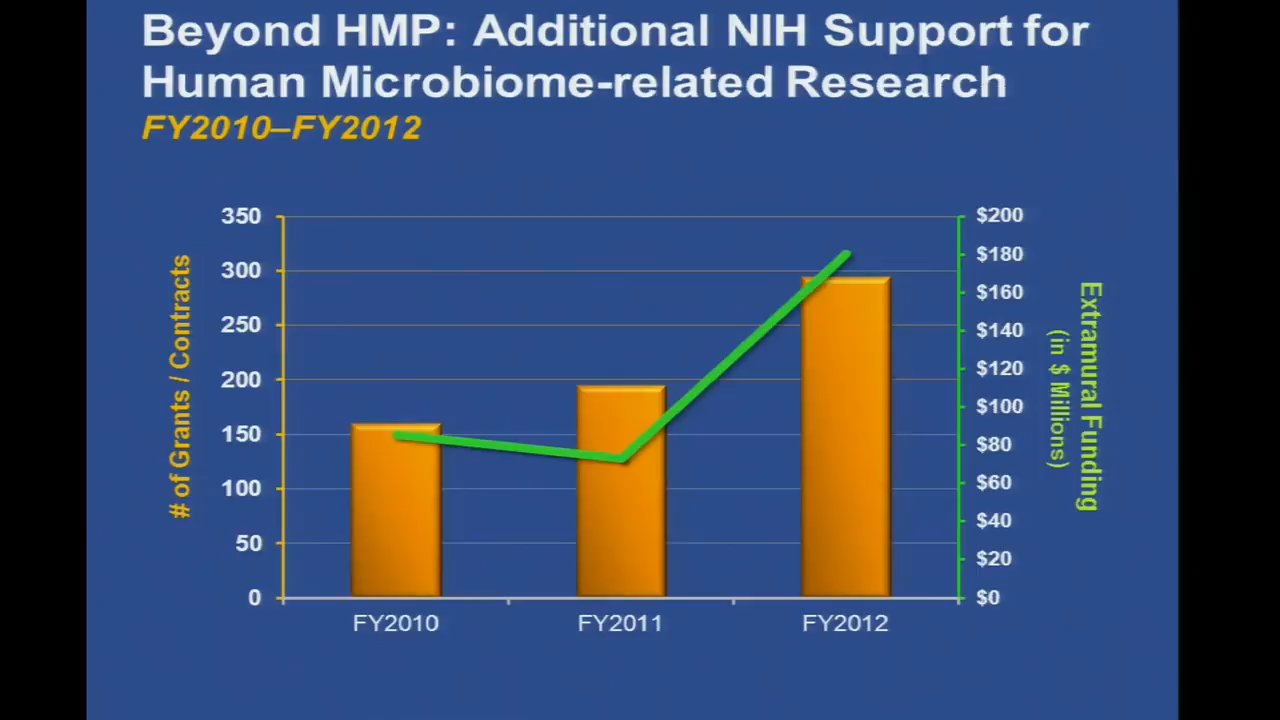 Beyond HMP: Additional NIH Support for
Human Microbiome-related Research
FY2010–FY2012
# of Grants / Contracts
350
300
250
200
150
100
50
0
FY2010
FY2011
FY2012
$200
$180
$160
$140
$120
$100
$80
$60
$40
$20
$0
Extramural Funding
(in $ Millions)